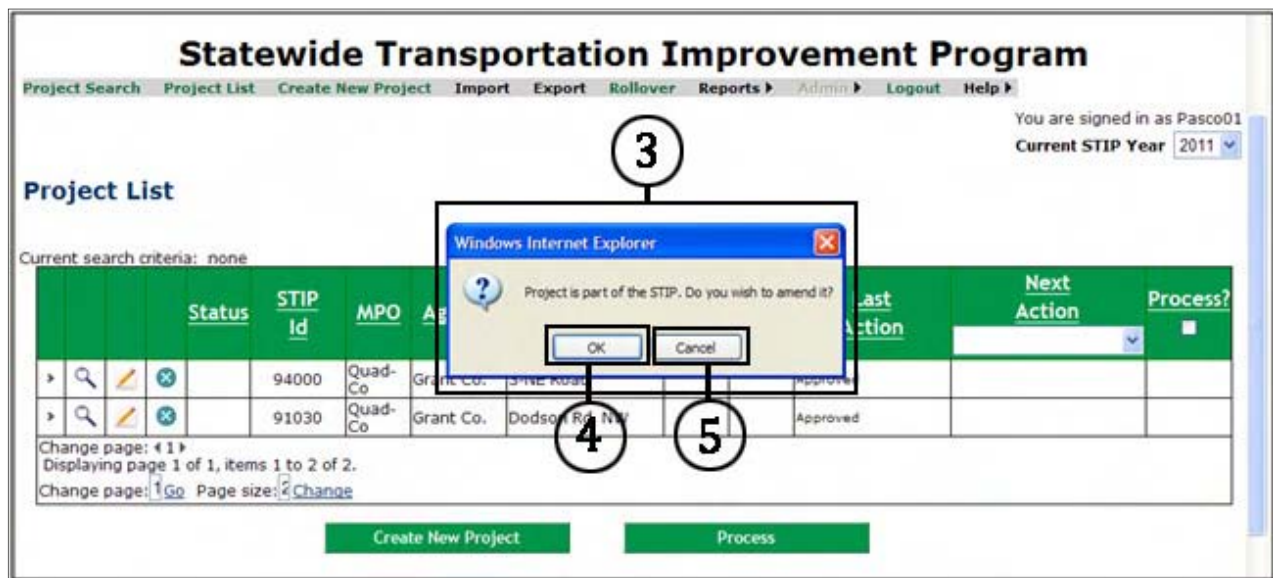 Statewide Transportation Improvement Program
Project Search Project List Create New Project Import Export Rollover Reports Admin Logout Help
You are signed in as Pasco01
Current STIP Year 2011
3
Project List
Windows Internet Explorer
Current search criteria: none
Project is part of the STIP. Do you wish to amend it?
OK Cancel
Status STIP Id MPO Last Action Next Action Process?
94000 Quad-Co Grant Co. Approved
91030 Quad-Co Grant Co. Dodson Rd. NW Approved
4 5
Change page: 1
Displaying page 1 of 1, items 1 to 2 of 2.
Change page: 1 Go Page size: 2 Change
Create New Project Process